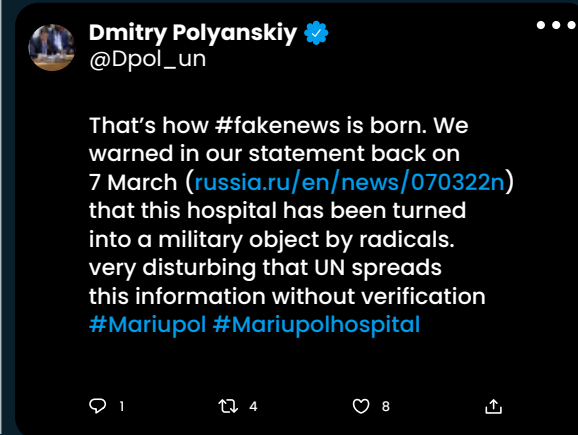 Dmitry Polyanskiy
@Dpol_un
That's how #fakenews is born. We
warned in our statement back on
7 March (russia.ru/en/news/070322n)
that this hospital has been turned
into a military object by radicals.
very disturbing that UN spreads
this information without verification
#Mariupol #Mariupolhospital
1 4 8